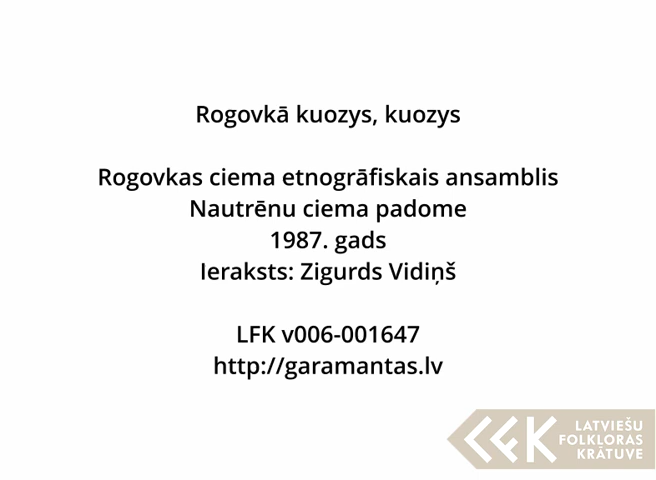 Rogovkā kuozys, kuozys
Rogovkas ciema etnogrāfiskais ansamblis
Nautrēnu ciema padome
1987. gads
Ieraksts: Zigurds Vidiņš
LFK v006-001647
http://garamantas.lv
LFK
LATVIEŠU
FOLKLORAS
KRĀTUVE